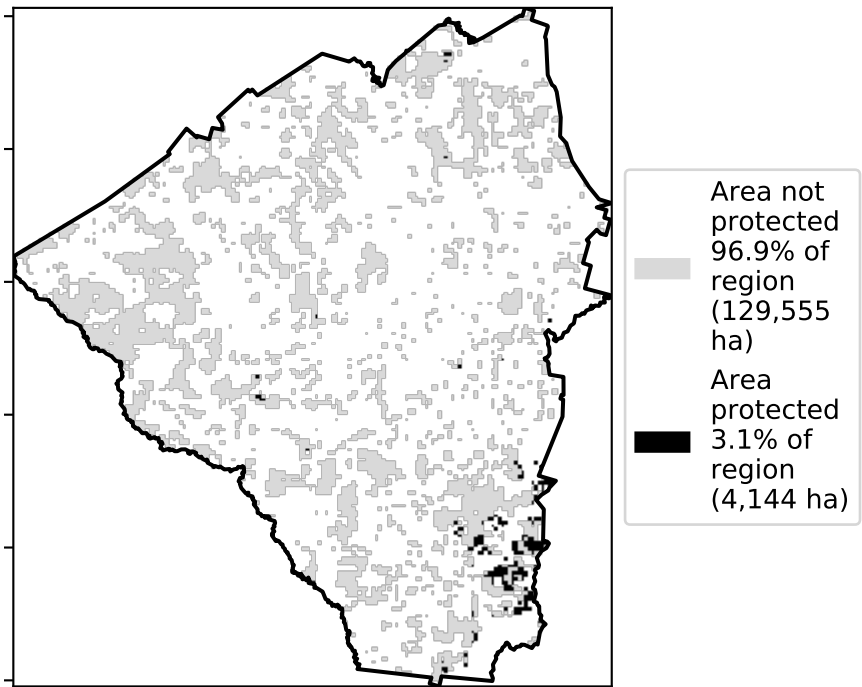 Area not
protected
96.9% of
region
(129,555
ha)
Area
protected
3.1% of
region
(4,144 ha)